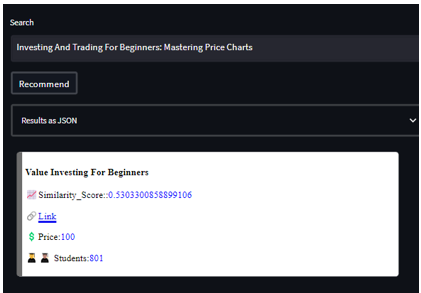 Search
Investing And Trading For Beginners: Mastering Price Charts
Recommend
Results as JSON
Value Investing For Beginners
Similarity_Score::0.5303300858899106
Link
Price:100
Students:801